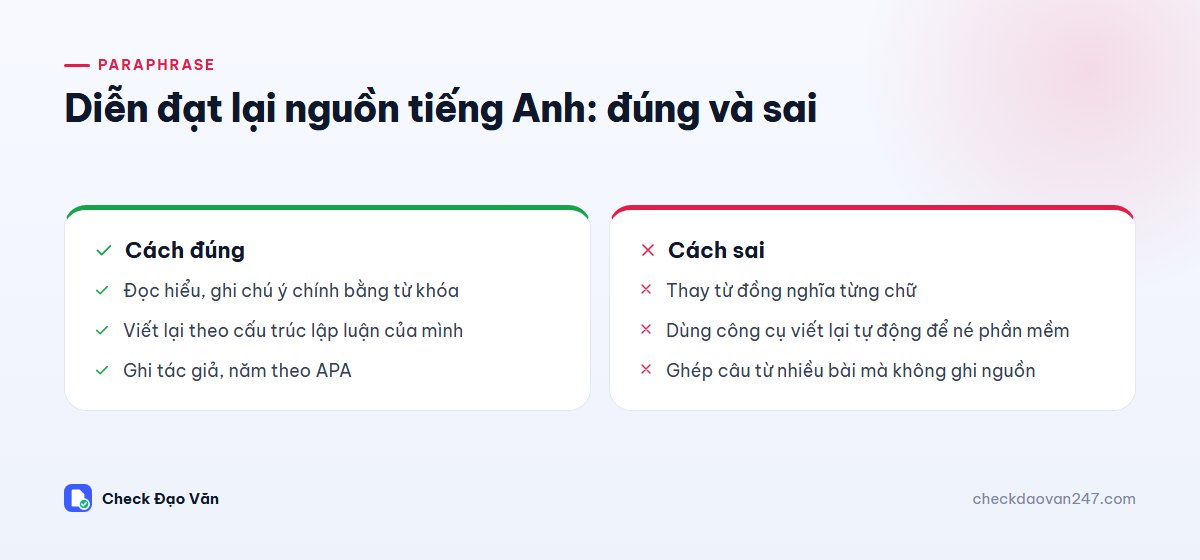 PARAPHRASE
Diễn đạt lại nguồn tiếng Anh: đúng và sai
Cách đúng
Đọc hiểu, ghi chú ý chính bằng từ khóa
Viết lại theo cấu trúc lập luận của mình
Ghi tác giả, năm theo APA
Cách sai
Thay từ đồng nghĩa từng chữ
Dùng công cụ viết lại tự động để né phần mềm
Ghép câu từ nhiều bài mà không ghi nguồn
Check Đạo Văn
checkdaovan247.com